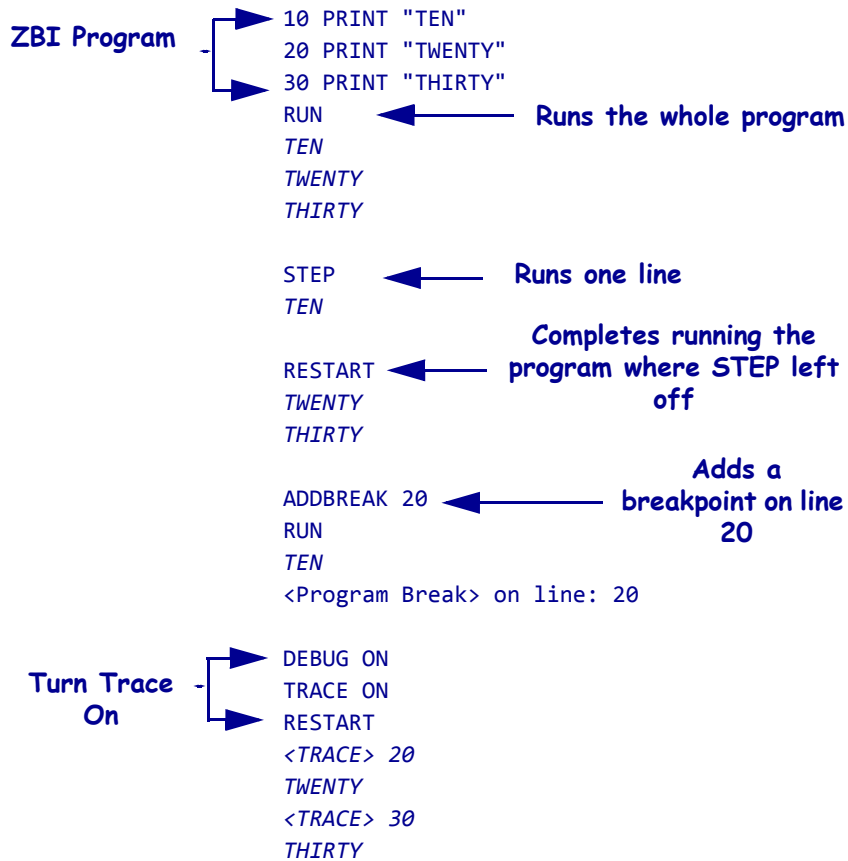 ZBI Program
10 PRINT "TEN"
20 PRINT "TWENTY"
30 PRINT "THIRTY"
RUN
Runs the whole program
TEN
TWENTY
THIRTY
STEP
Runs one line
TEN
RESTART
Completes running the
program where STEP left
off
TWENTY
THIRTY
ADDBREAK 20
Adds a
breakpoint on line
20
RUN
TEN
<Program Break> on line: 20
Turn Trace
On
DEBUG ON
TRACE ON
RESTART
<TRACE> 20
TWENTY
<TRACE> 30
THIRTY